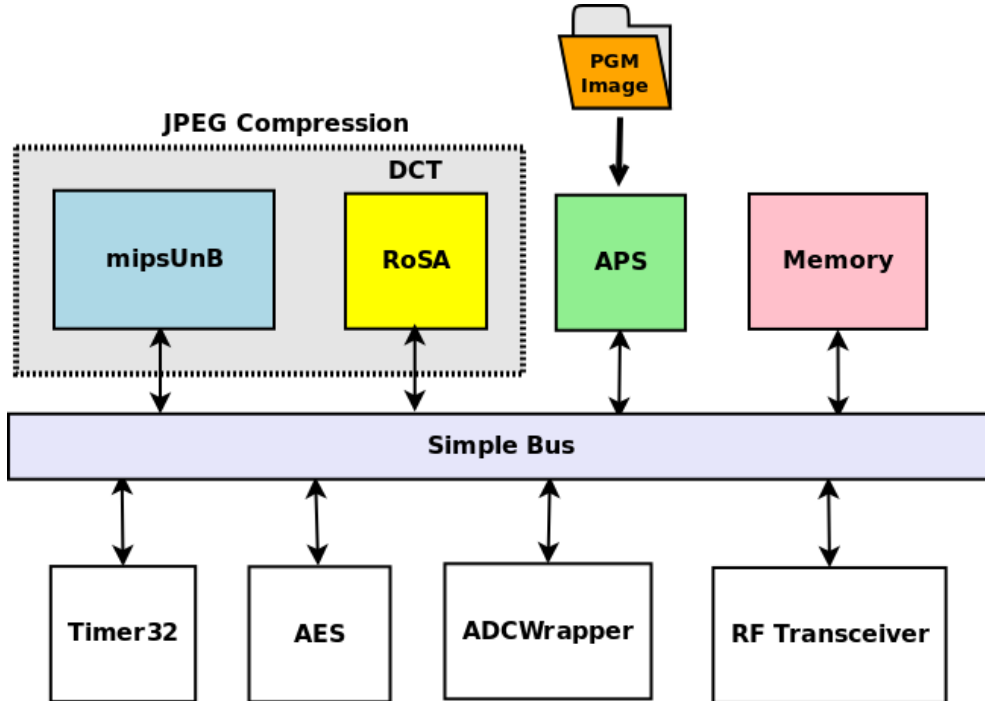 PGM
Image
JPEG Compression
DCT
mipsUnB
RoSA
APS
Memory
Simple Bus
Timer32
AES
ADCWrapper
RF Transceiver